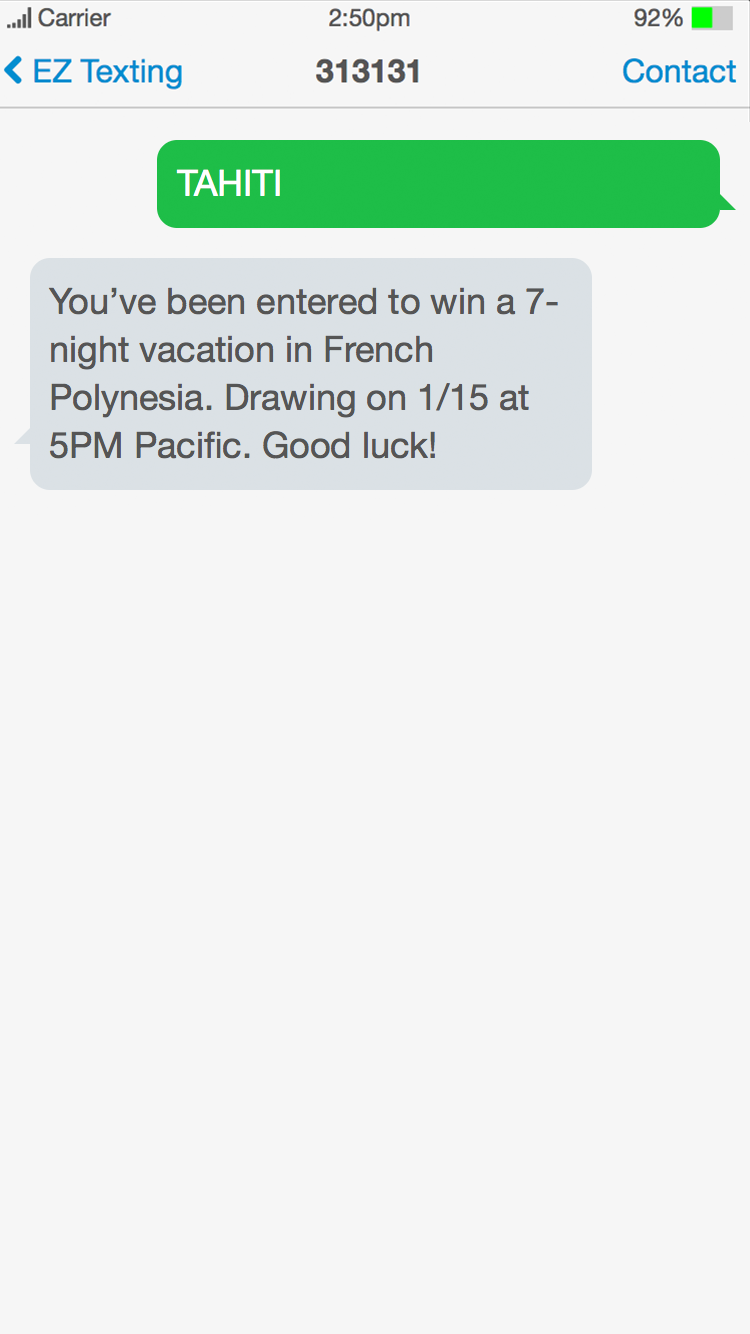 Carrier 2:50pm 92%
EZ Texting 313131 Contact
TAHITI
You’ve been entered to win a 7-
night vacation in French
Polynesia. Drawing on 1/15 at
5PM Pacific. Good luck!